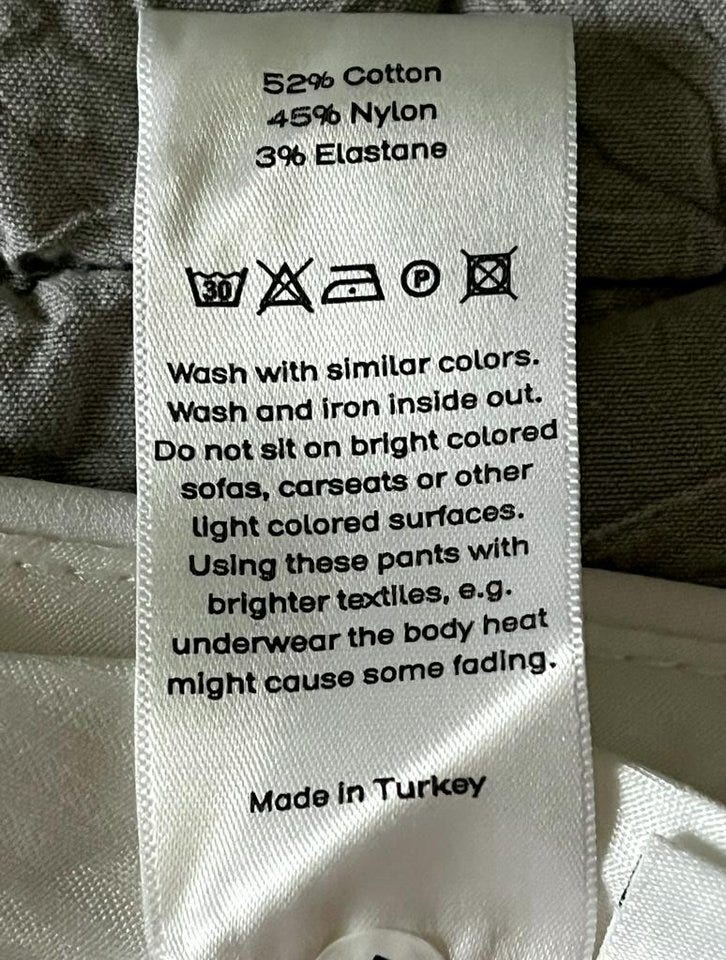 52% Cotton
45% Nylon
3% Elastane
30 P
Wash with similar colors.
Wash and iron inside out.
Do not sit on bright colored
sofas, carseats or other
light colored surfaces.
Using these pants with
brighter textiles, e.g.
underwear the body heat
might cause some fading.
Made in Turkey